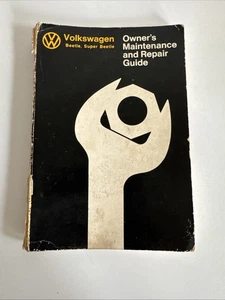 Volkswagen
Beetle, Super Beetle
Owner's
Maintenance
and Repair
Guide